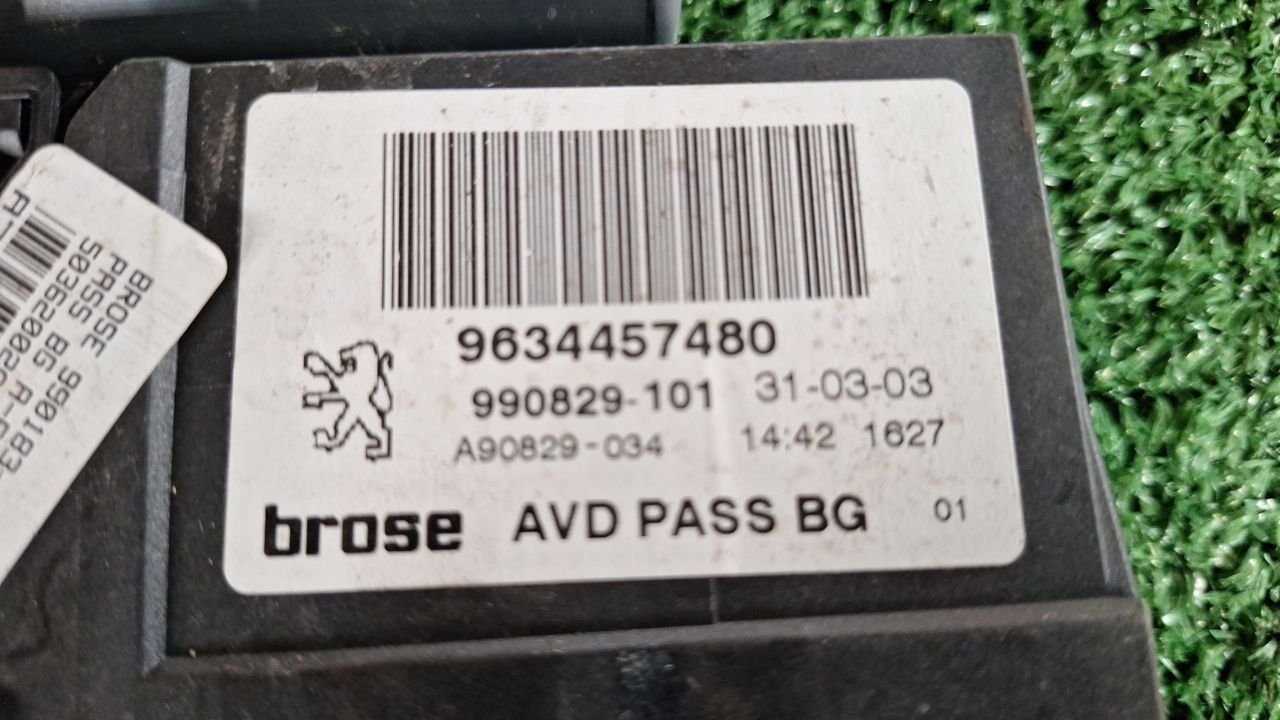 9634457480
990829-101 31-03-03
A90829-034 14:42 1627
brose AVD PASS BG 01
BROSE 990183
PASS BG